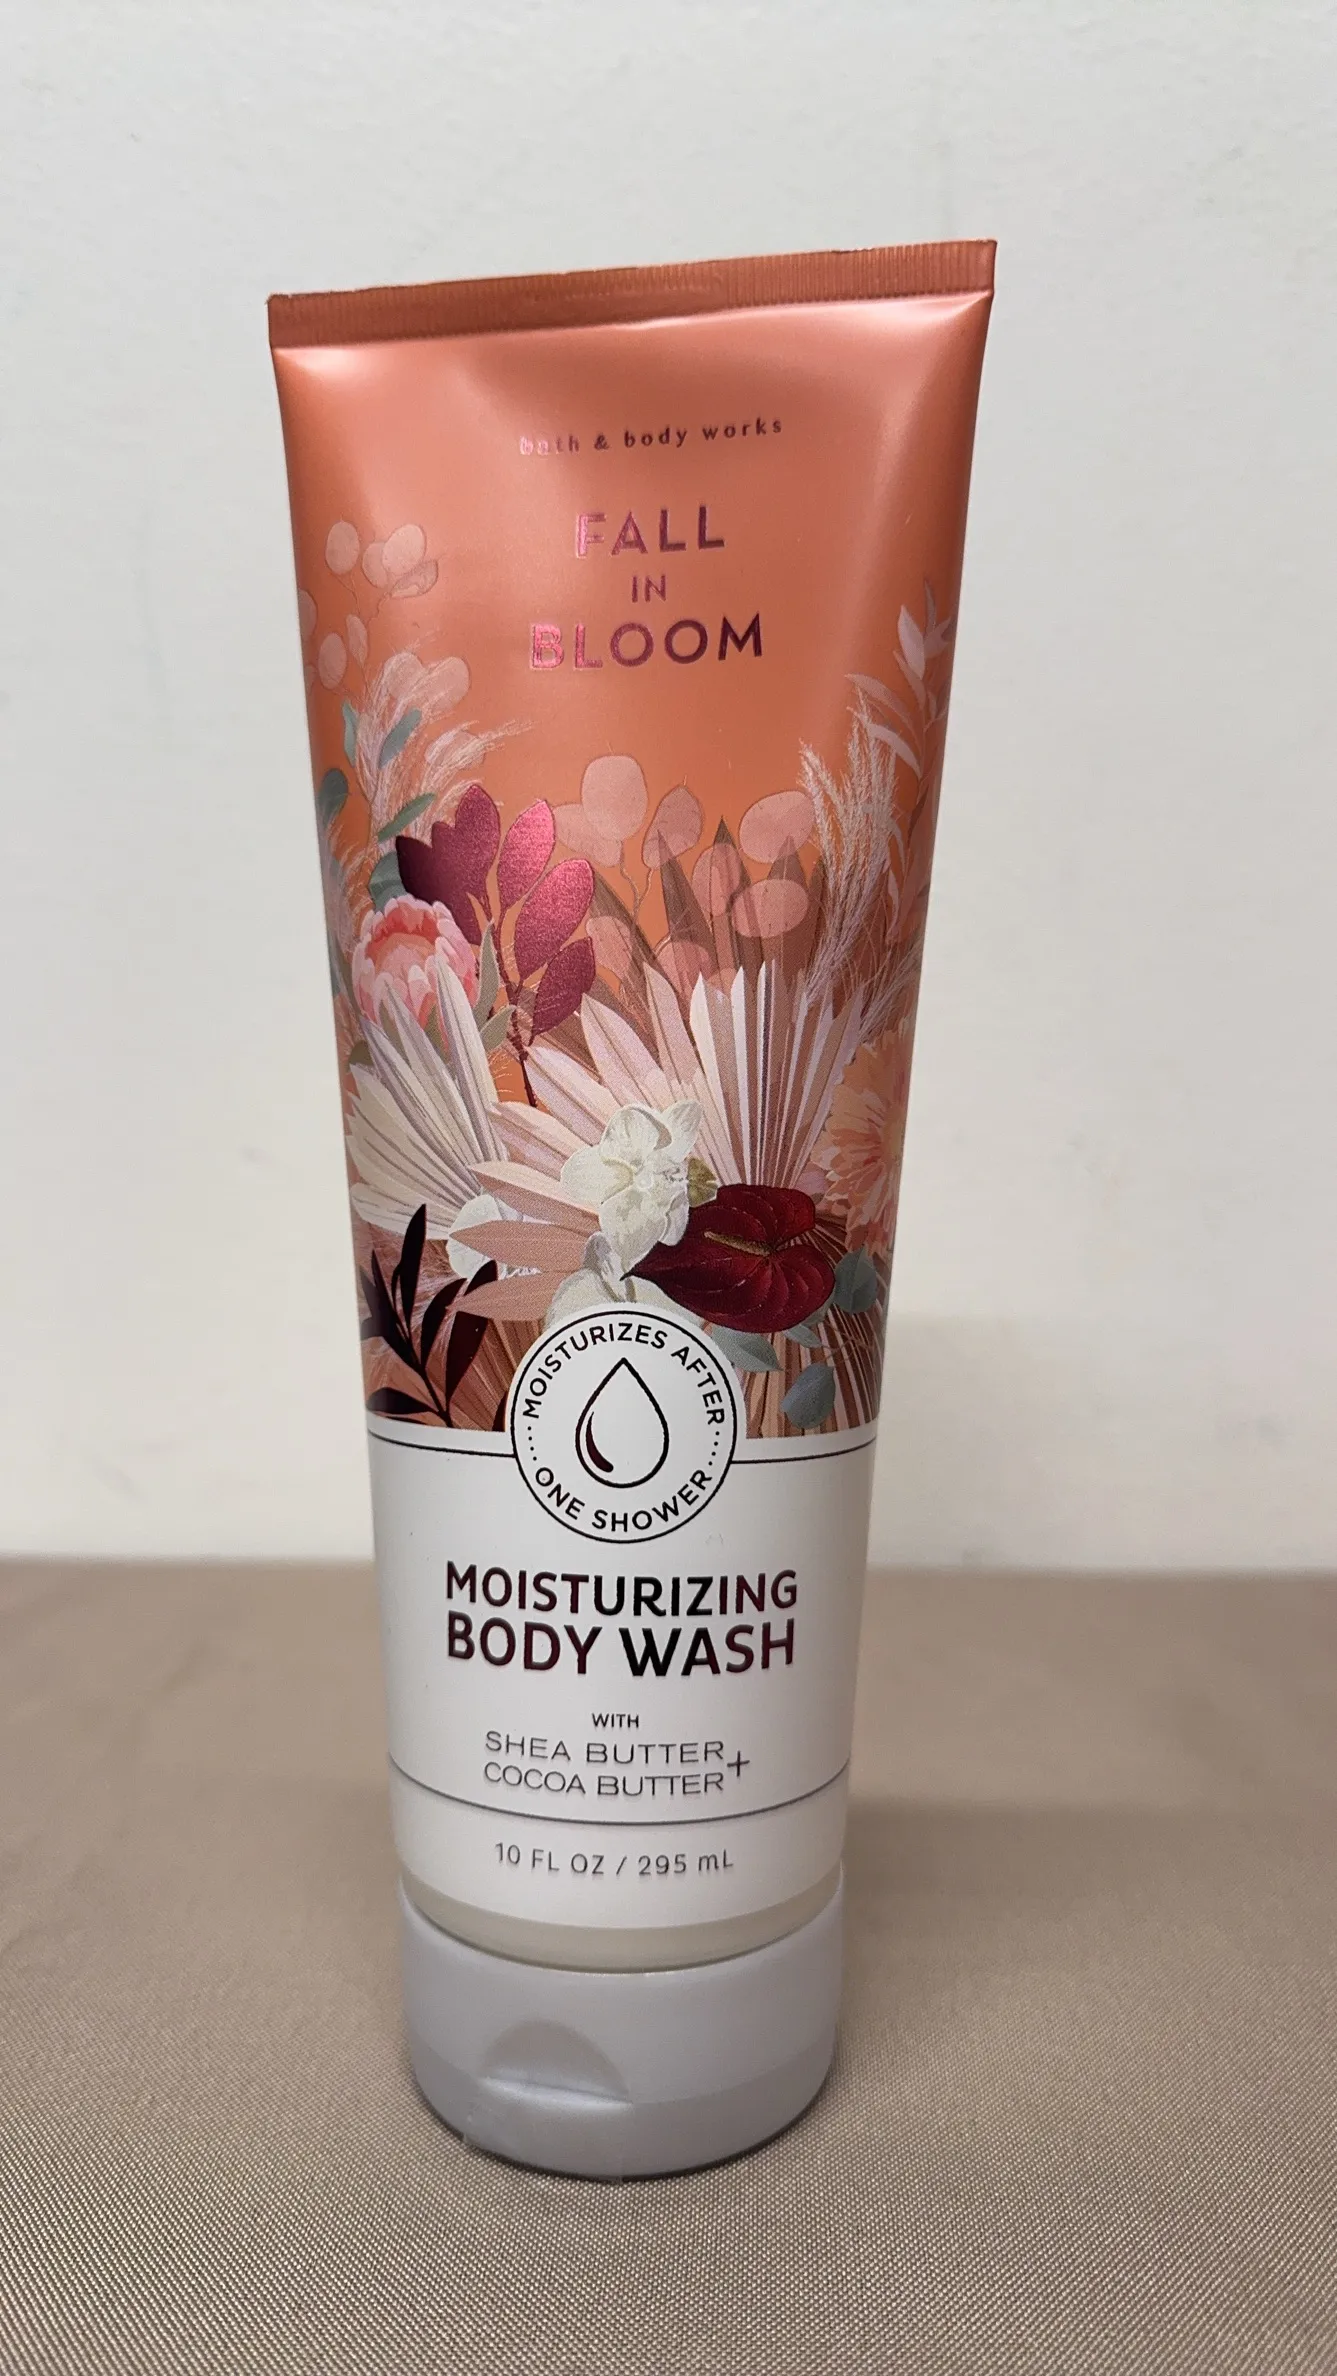 bath & body works
FALL
IN
BLOOM
MOISTURIZES AFTER
ONE SHOWER
MOISTURIZING
BODY WASH
WITH
SHEA BUTTER +
COCOA BUTTER
10 FL OZ / 295 mL